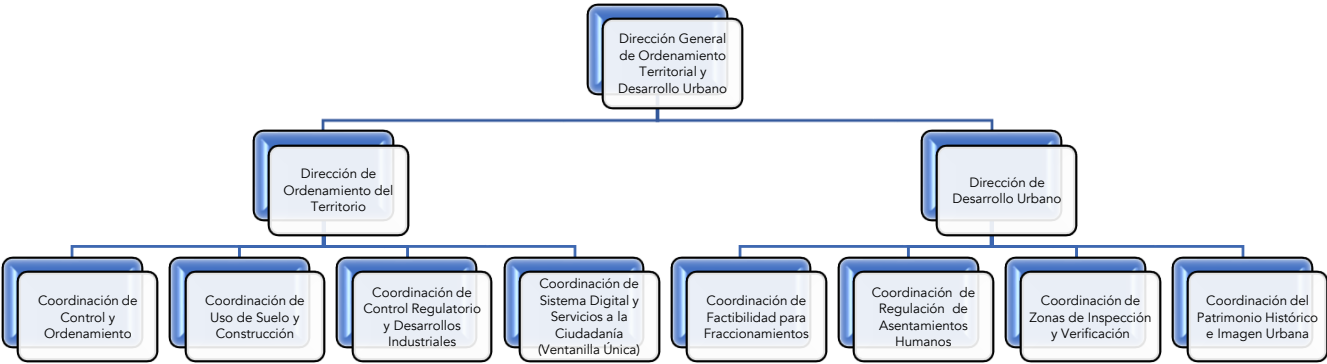 Dirección General
de Ordenamiento
Territorial y
Desarrollo Urbano
Dirección de
Ordenamiento del
Territorio
Dirección de
Desarrollo Urbano
Coordinación de
Control y
Ordenamiento
Coordinación de
Uso de Suelo y
Construcción
Coordinación de
Control Regulatorio
y Desarrollos
Industriales
Coordinación de
Sistema Digital y
Servicios a la
Ciudadanía
(Ventanilla Única)
Coordinación de
Factibilidad para
Fraccionamientos
Coordinación de
Regulación de
Asentamientos
Humanos
Coordinación de
Zonas de Inspección
y Verificación
Coordinación del
Patrimonio Histórico
e Imagen Urbana